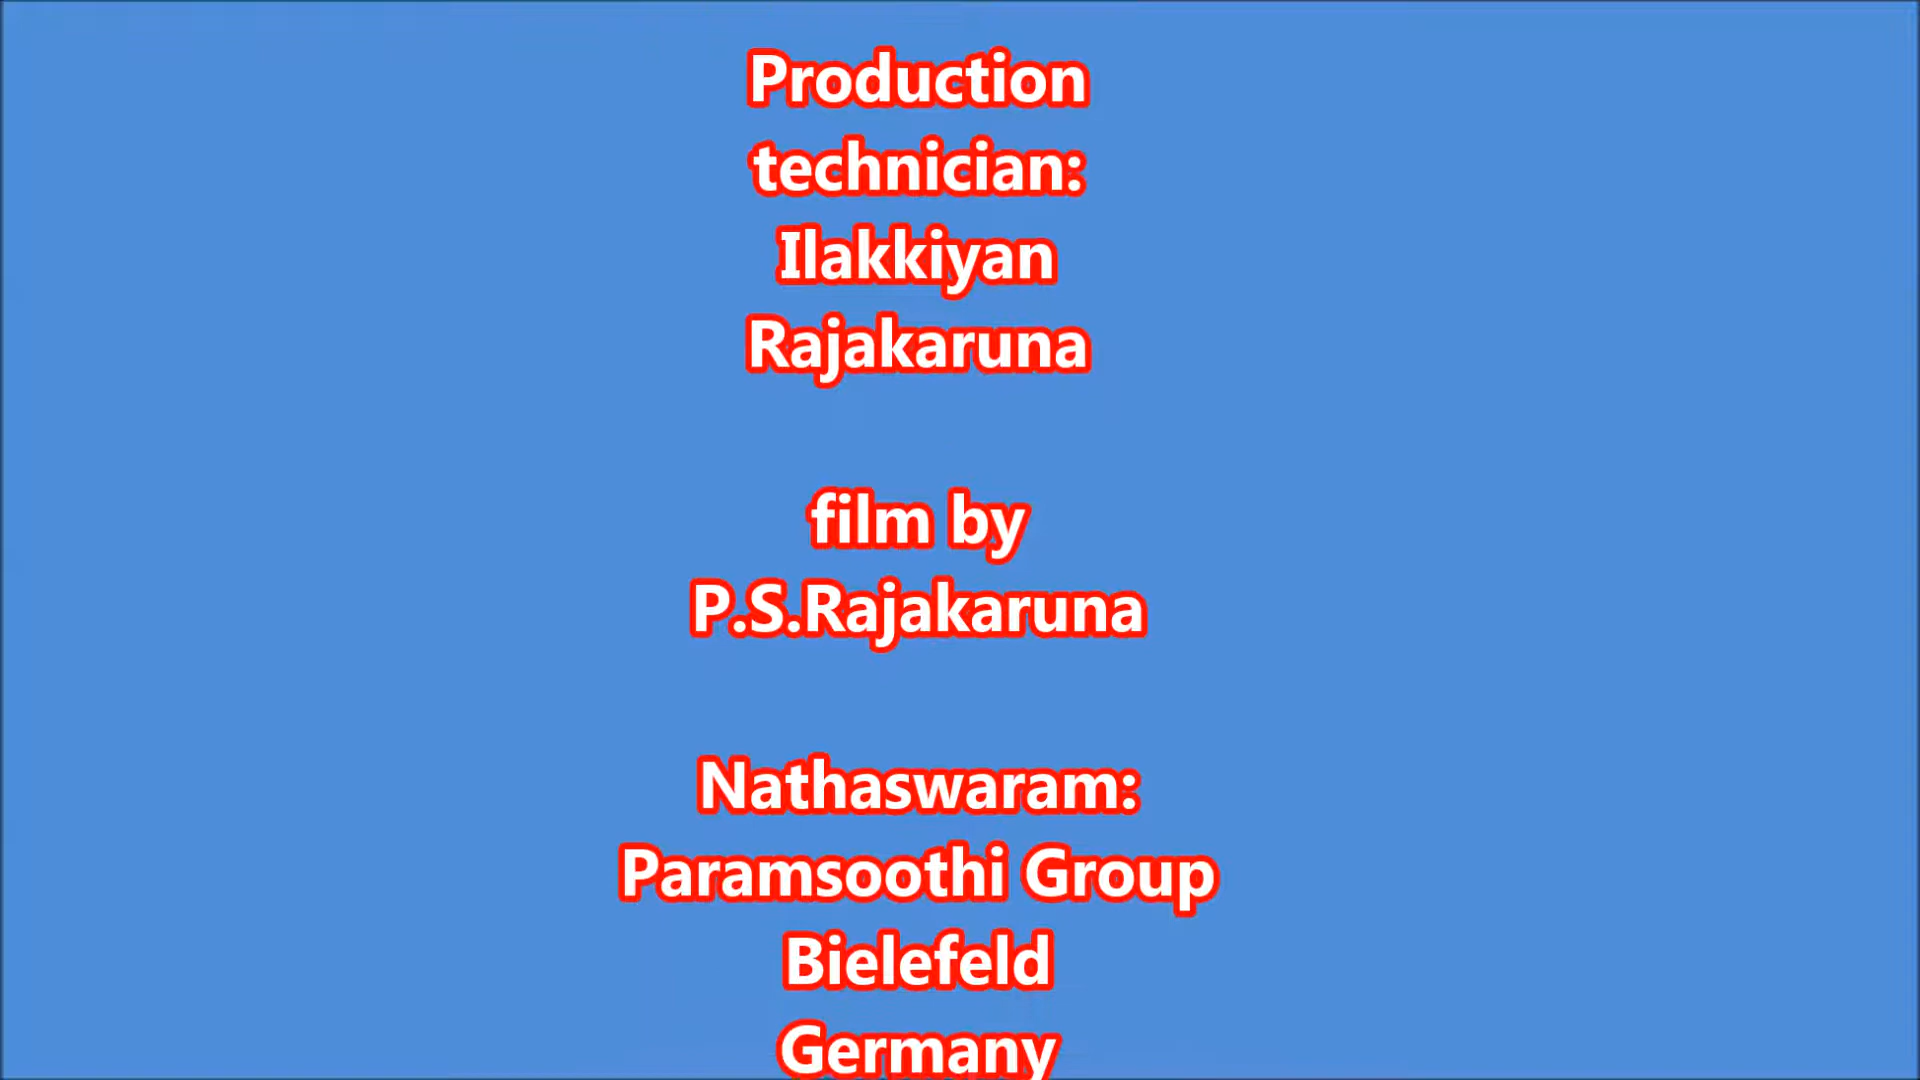 Production
technician:
Ilakkiyan
Rajakaruna
film by
P.S.Rajakaruna
Nathaswaram:
Paramsoothi Group
Bielefeld
Germany